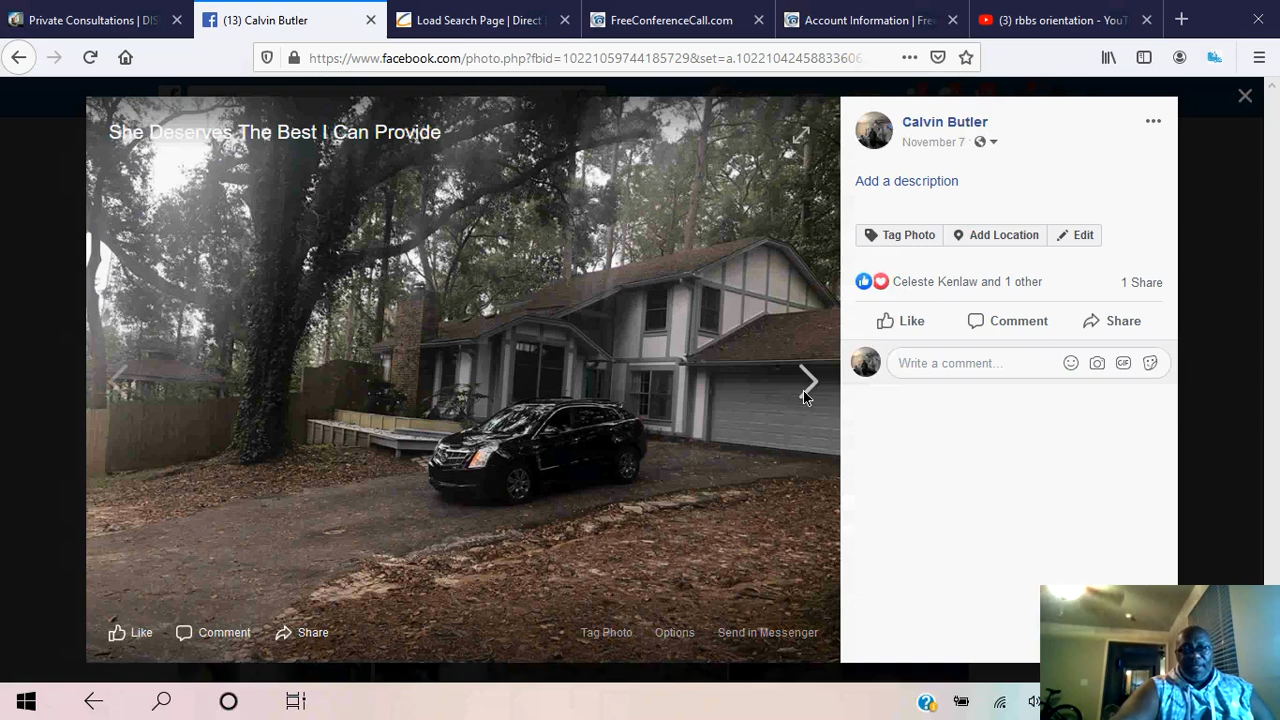 Private Consultations | DIS
(13) Calvin Butler
Load Search Page | Direct
FreeConferenceCall.com
Account Information | Fre
(3) rbbs orientation - YouT
https://www.facebook.com/photo.php?fbid=10221059744185729&set=a.10221042458833606
She Deserves The Best I Can Provide
Calvin Butler
November 7
Add a description
Tag Photo
Add Location
Edit
Celeste Kenlaw and 1 other
1 Share
Like
Comment
Share
Write a comment...
GIF
Like
Comment
Share
Tag Photo
Options
Send in Messenger